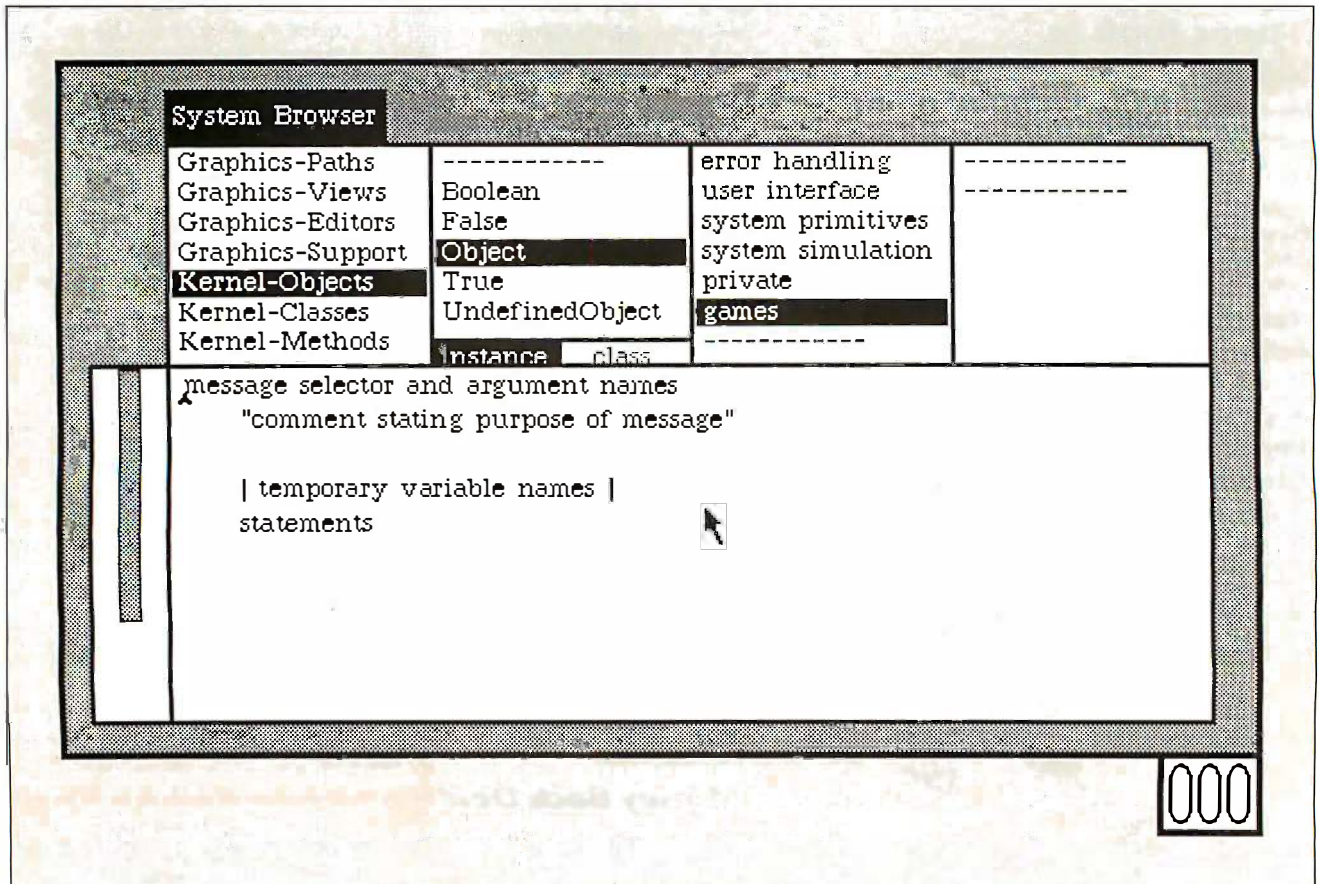 System Browser
Graphics-Paths
Graphics-Views
Graphics-Editors
Graphics-Support
Kernel-Objects
Kernel-Classes
Kernel-Methods
------------
Boolean
False
Object
True
UndefinedObject
instance class
error handling
user interface
system primitives
system simulation
private
games
------------
------------
------------
message selector and argument names
"comment stating purpose of message"
| temporary variable names |
statements
000